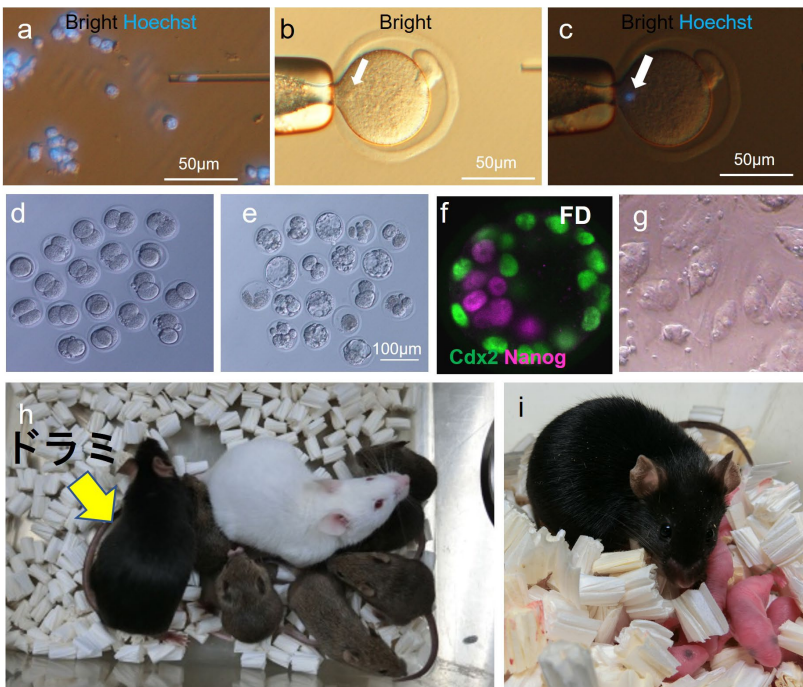 a
Bright Hoechst
50μm
b
Bright
50μm
c
Bright Hoechst
50μm
d
e
100μm
f
FD
Cdx2 Nanog
g
h
ドラミ
i